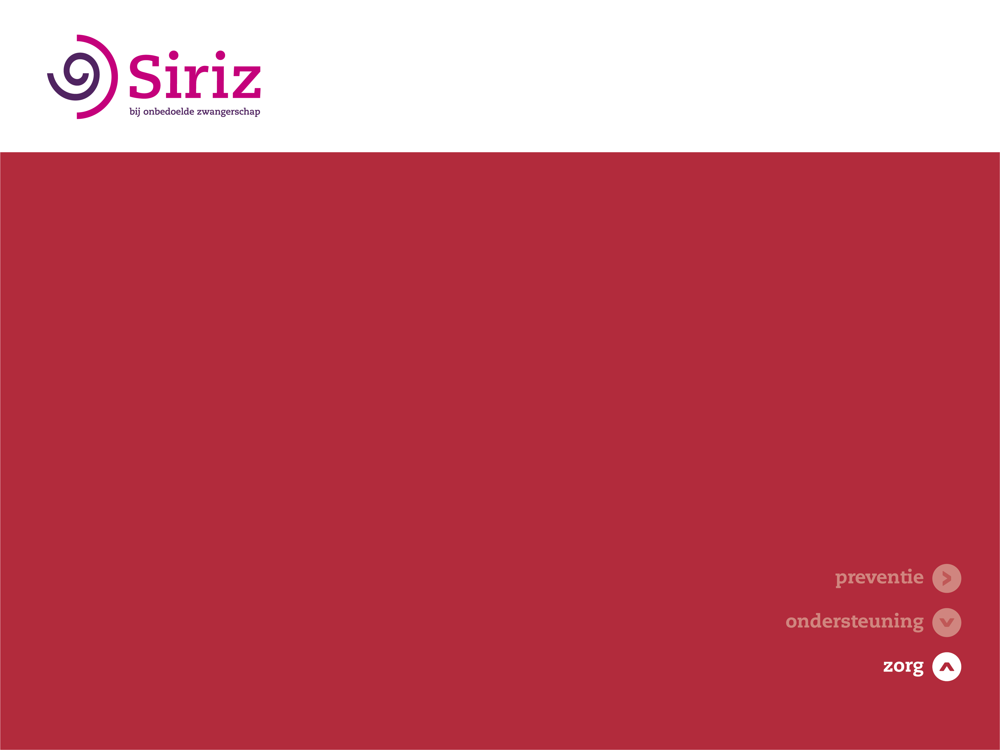 Siriz
bij onbedoelde zwangerschap
preventie
ondersteuning
zorg